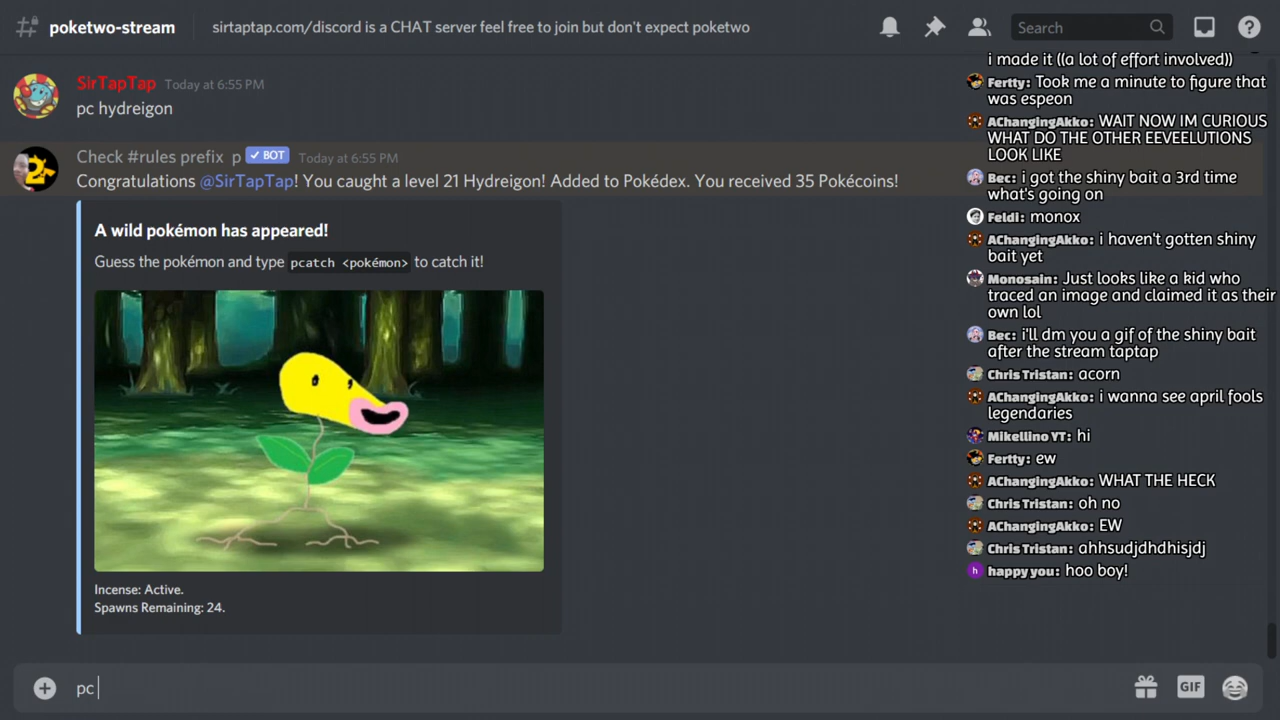 poketwo-stream
sirtaptap.com/discord is a CHAT server feel free to join but don't expect poketwo
Search
SirTapTap Today at 6:55 PM
pc hydreigon
Check #rules prefix p ✓ BOT Today at 6:55 PM
Congratulations @SirTapTap! You caught a level 21 Hydreigon! Added to Pokédex. You received 35 Pokécoins!
A wild pokémon has appeared!
Guess the pokémon and type pcatch <pokémon> to catch it!
Incense: Active.
Spawns Remaining: 24.
pc
GIF
i made it ((a lot of effort involved))
Fertty: Took me a minute to figure that
was espeon
AChangingAkko: WAIT NOW IM CURIOUS
WHAT DO THE OTHER EEVEELUTIONS
LOOK LIKE
Bec: i got the shiny bait a 3rd time
what's going on
Feldi: monox
AChangingAkko: i haven't gotten shiny
bait yet
Monosain: Just looks like a kid who
traced an image and claimed it as their
own lol
Bec: i'll dm you a gif of the shiny bait
after the stream taptap
Chris Tristan: acorn
AChangingAkko: i wanna see april fools
legendaries
Mikellino YT: hi
Fertty: ew
AChangingAkko: WHAT THE HECK
Chris Tristan: oh no
AChangingAkko: EW
Chris Tristan: ahhsudjdhdhisjdj
h happy you: hoo boy!